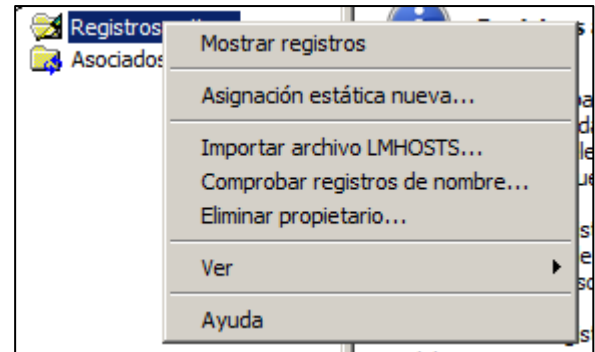 Registros
Asociados
Mostrar registros
Asignación estática nueva...
Importar archivo LMHOSTS...
Comprobar registros de nombre...
Eliminar propietario...
Ver
Ayuda